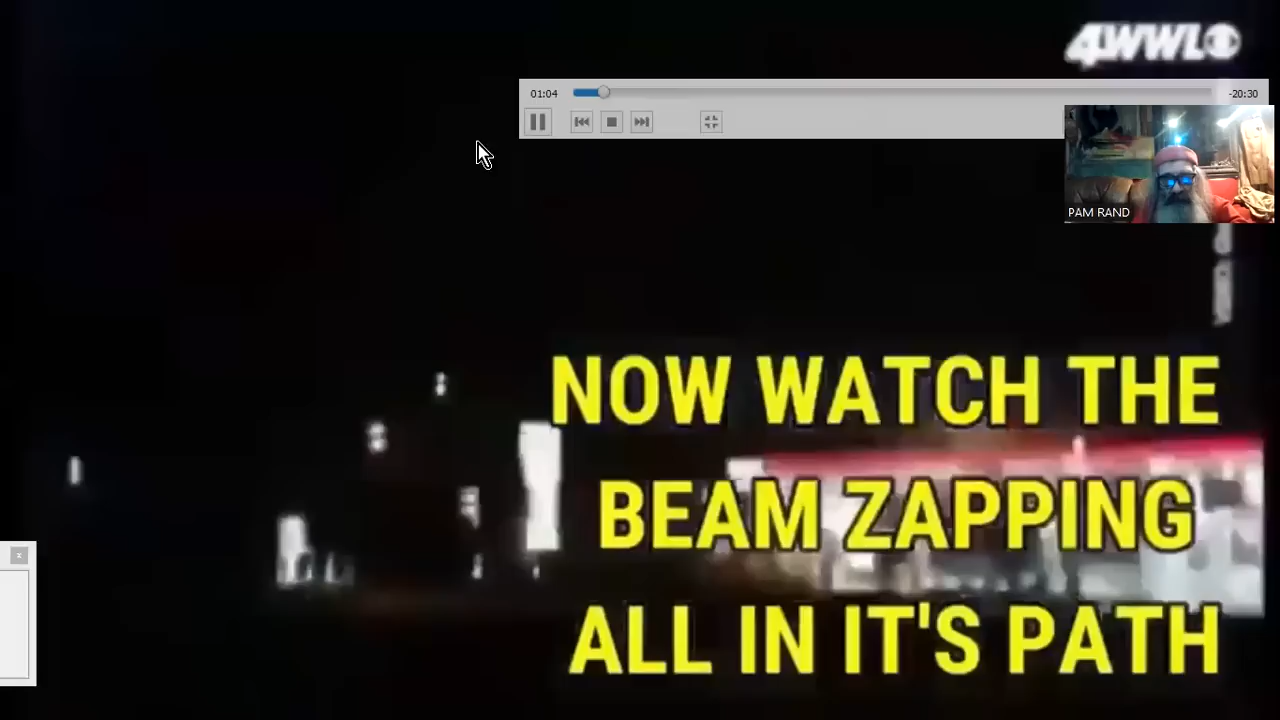 4WWL
01:04
-20:30
PAM RAND
NOW WATCH THE
BEAM ZAPPING
ALL IN IT'S PATH